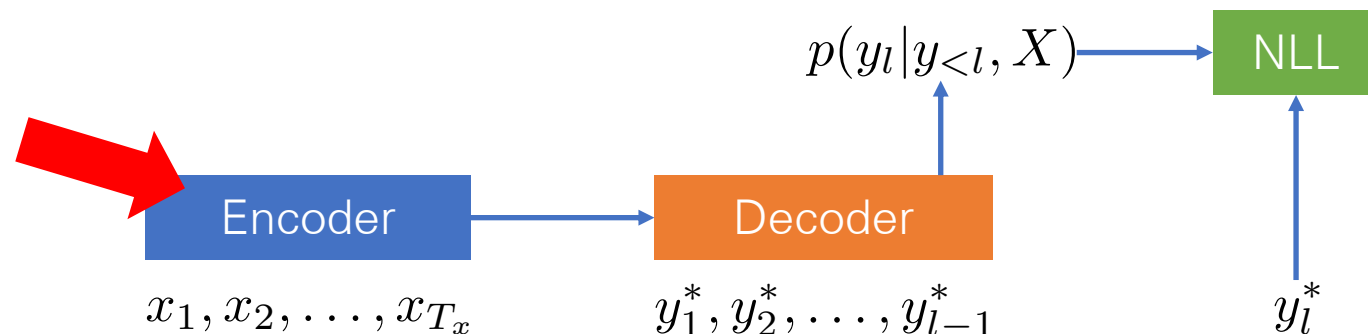 p(y_l|y_{<l}, X)
NLL
Encoder
Decoder
x_1, x_2, ..., x_{T_x}
y_1^*, y_2^*, ..., y_{l-1}^*
y_l^*